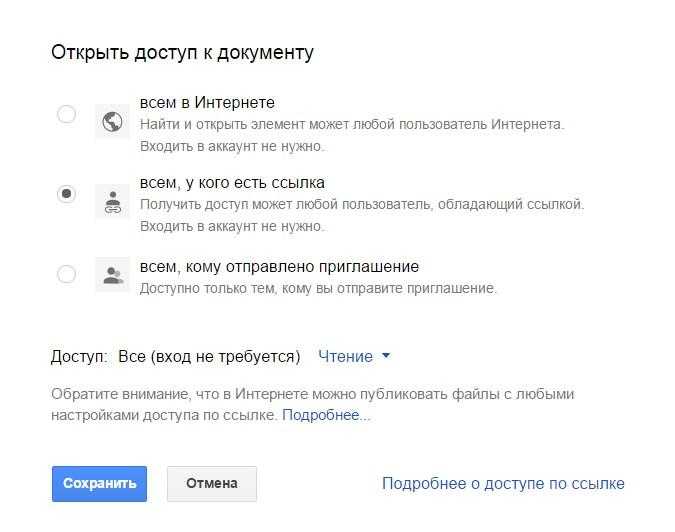 Открыть доступ к документу
всем в Интернете
Найти и открыть элемент может любой пользователь Интернета.
Входить в аккаунт не нужно.
всем, у кого есть ссылка
Получить доступ может любой пользователь, обладающий ссылкой.
Входить в аккаунт не нужно.
всем, кому отправлено приглашение
Доступно только тем, кому вы отправите приглашение.
Доступ: Все (вход не требуется) Чтение
Обратите внимание, что в Интернете можно публиковать файлы с любыми
настройками доступа по ссылке. Подробнее...
Сохранить Отмена Подробнее о доступе по ссылке